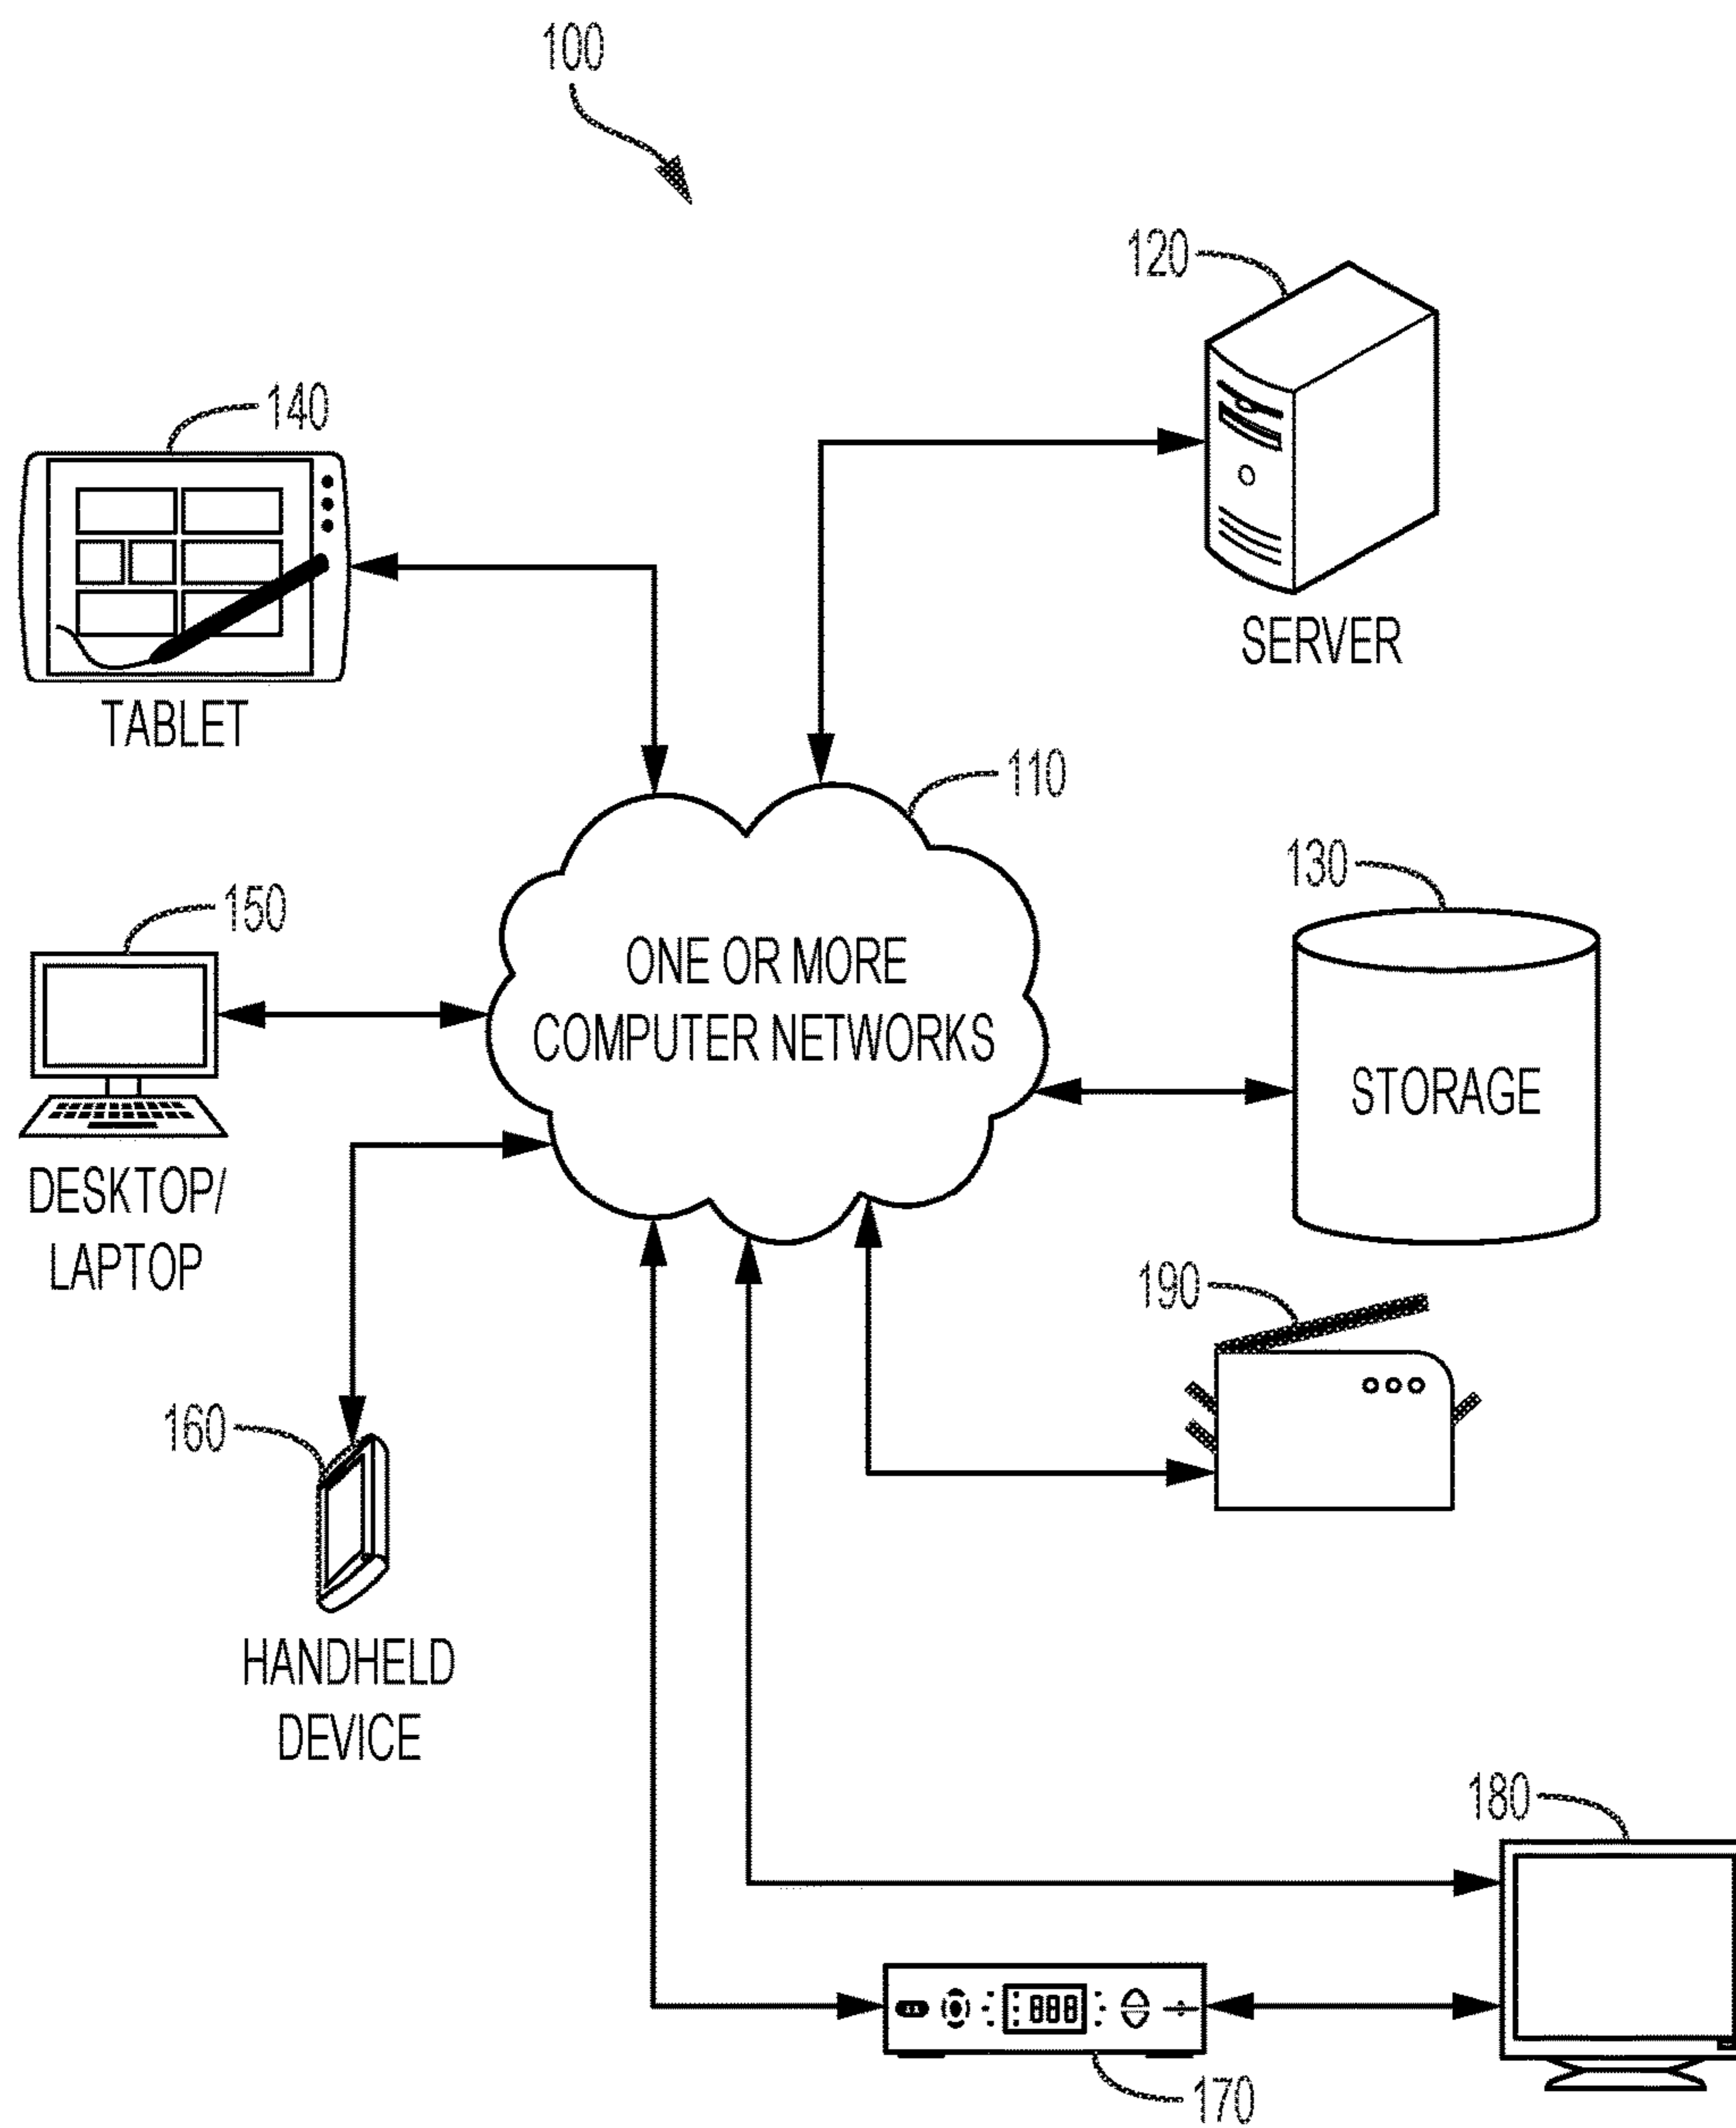 100
120
SERVER
140
TABLET
110
ONE OR MORE
COMPUTER NETWORKS
130
STORAGE
150
DESKTOP/
LAPTOP
190
160
HANDHELD
DEVICE
180
888
170